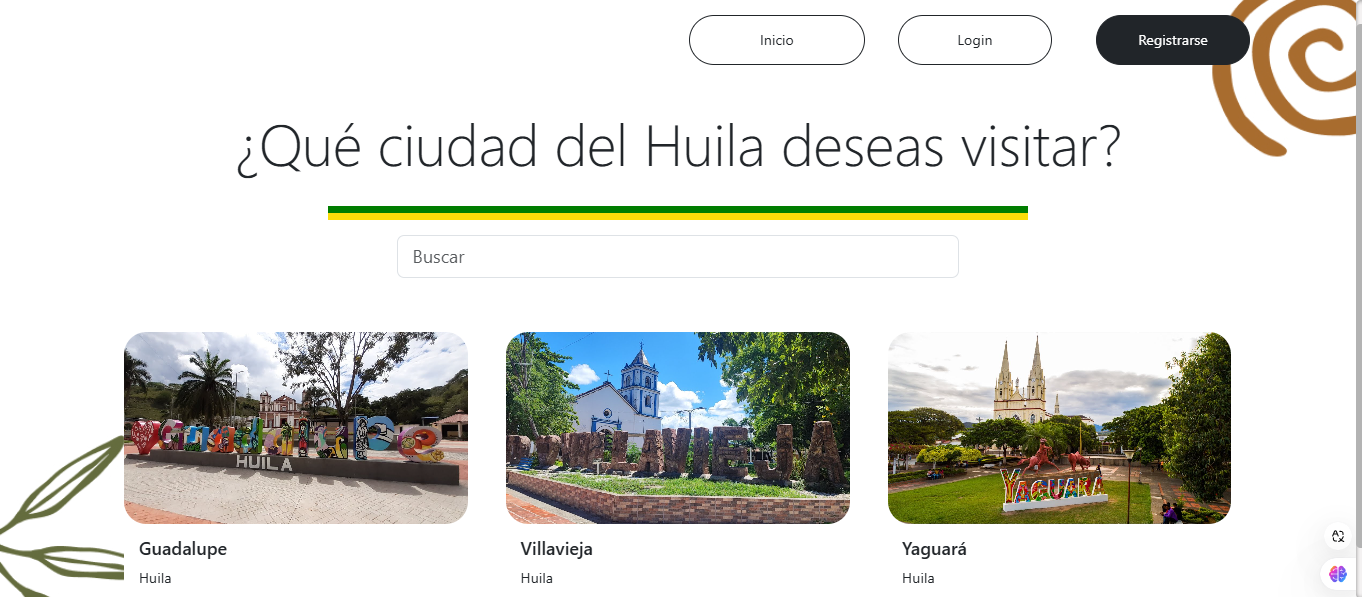 Inicio
Login
Registrarse
¿Qué ciudad del Huila deseas visitar?
Buscar
Guadalupe
HUILA
VILLAVIEJA
YAGUARÁ
Guadalupe
Villavieja
Yaguará
Huila
Huila
Huila